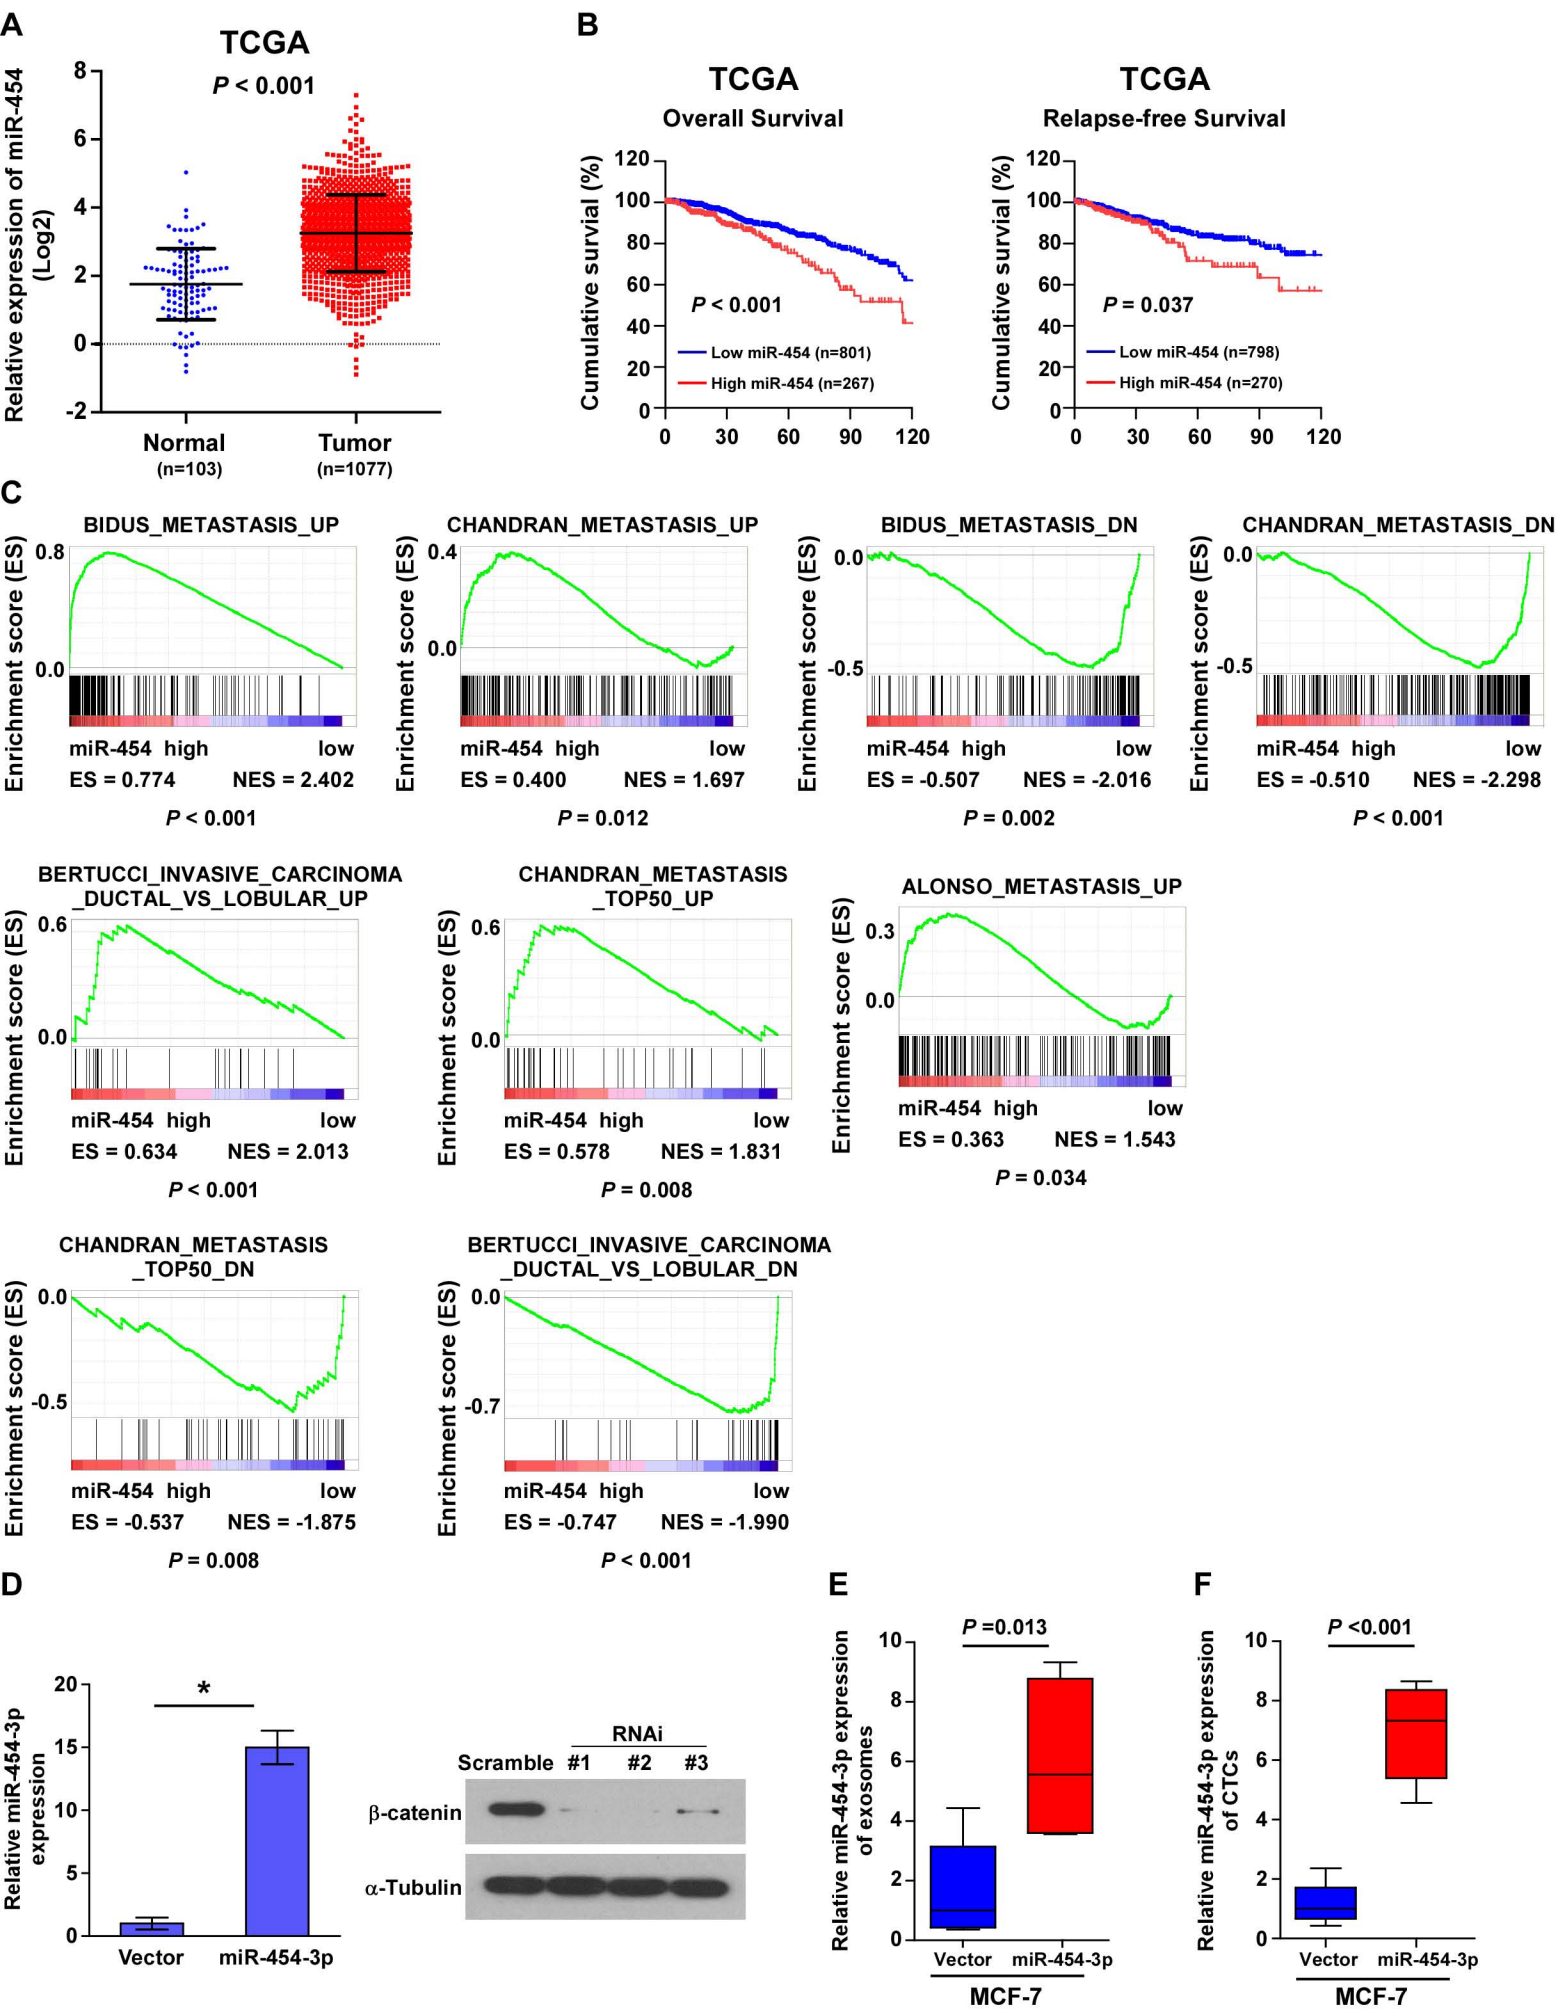 A
TCGA
P < 0.001
Relative expression of miR-454
(Log2)
8
6
4
2
0
-2
Normal
(n=103)
Tumor
(n=1077)
B
TCGA
Overall Survival
Cumulative survial (%)
120
100
80
60
40
20
0
P < 0.001
Low miR-454 (n=801)
High miR-454 (n=267)
0 30 60 90 120
TCGA
Relapse-free Survival
Cumulative survial (%)
120
100
80
60
40
20
0
P = 0.037
Low miR-454 (n=798)
High miR-454 (n=270)
0 30 60 90 120
C
BIDUS_METASTASIS_UP
Enrichment score (ES)
0.8
0.0
miR-454 high low
ES = 0.774 NES = 2.402
P < 0.001
CHANDRAN_METASTASIS_UP
Enrichment score (ES)
0.4
0.0
miR-454 high low
ES = 0.400 NES = 1.697
P = 0.012
BIDUS_METASTASIS_DN
Enrichment score (ES)
0.0
-0.5
miR-454 high low
ES = -0.507 NES = -2.016
P = 0.002
CHANDRAN_METASTASIS_DN
Enrichment score (ES)
0.0
-0.5
miR-454 high low
ES = -0.510 NES = -2.298
P < 0.001
BERTUCCI_INVASIVE_CARCINOMA
_DUCTAL_VS_LOBULAR_UP
Enrichment score (ES)
0.6
0.0
miR-454 high low
ES = 0.634 NES = 2.013
P < 0.001
CHANDRAN_METASTASIS
_TOP50_UP
Enrichment score (ES)
0.6
0.0
miR-454 high low
ES = 0.578 NES = 1.831
P = 0.008
ALONSO_METASTASIS_UP
Enrichment score (ES)
0.3
0.0
miR-454 high low
ES = 0.363 NES = 1.543
P = 0.034
CHANDRAN_METASTASIS
_TOP50_DN
Enrichment score (ES)
0.0
-0.5
miR-454 high low
ES = -0.537 NES = -1.875
P = 0.008
BERTUCCI_INVASIVE_CARCINOMA
_DUCTAL_VS_LOBULAR_DN
Enrichment score (ES)
0.0
-0.7
miR-454 high low
ES = -0.747 NES = -1.990
P < 0.001
D
Relative miR-454-3p
expression
20
15
10
5
0
*
Vector miR-454-3p
RNAi
Scramble #1 #2 #3
β-catenin
α-Tubulin
E
P =0.013
Relative miR-454-3p expression
of exosomes
10
8
6
4
2
0
Vector miR-454-3p
MCF-7
F
P <0.001
Relative miR-454-3p expression
of CTCs
10
8
6
4
2
0
Vector miR-454-3p
MCF-7